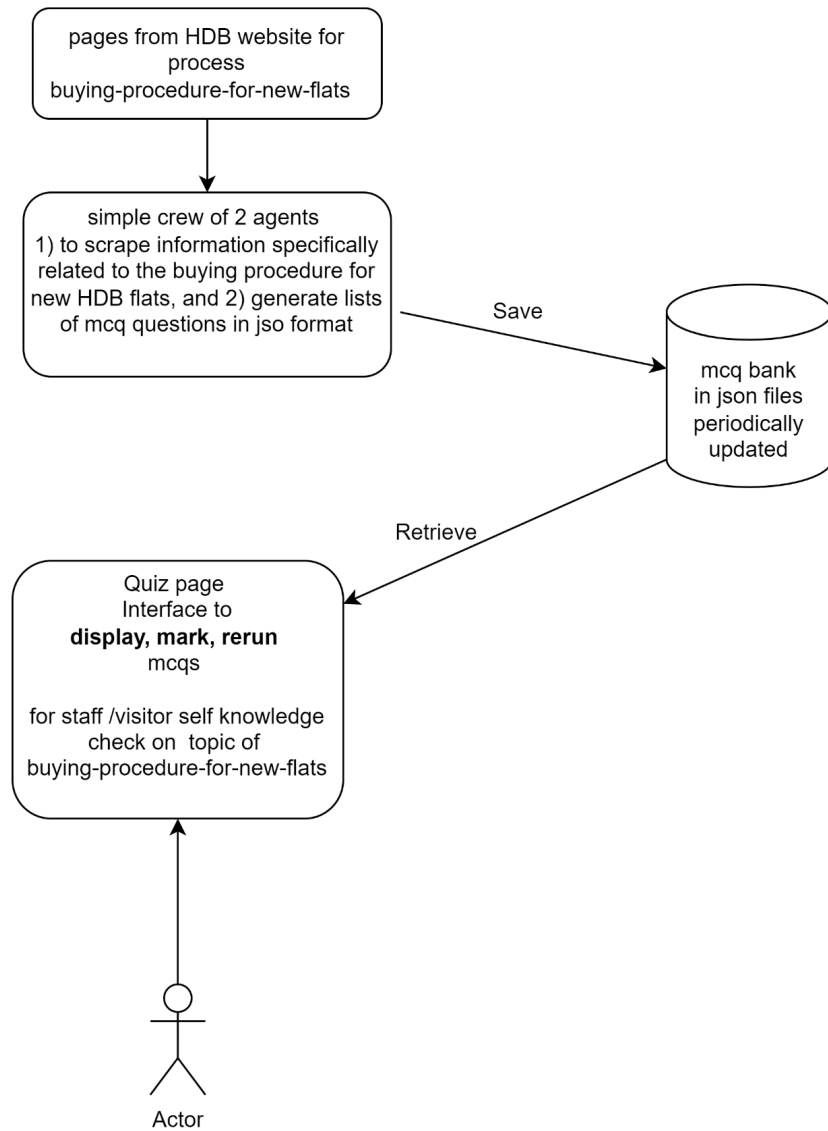 pages from HDB website for
process
buying-procedure-for-new-flats
simple crew of 2 agents
1) to scrape information specifically
related to the buying procedure for
new HDB flats, and 2) generate lists
of mcq questions in jso format
Save
mcq bank
in json files
periodically
updated
Retrieve
Quiz page
Interface to
display, mark, rerun
mcqs
for staff /visitor self knowledge
check on  topic of
buying-procedure-for-new-flats
Actor